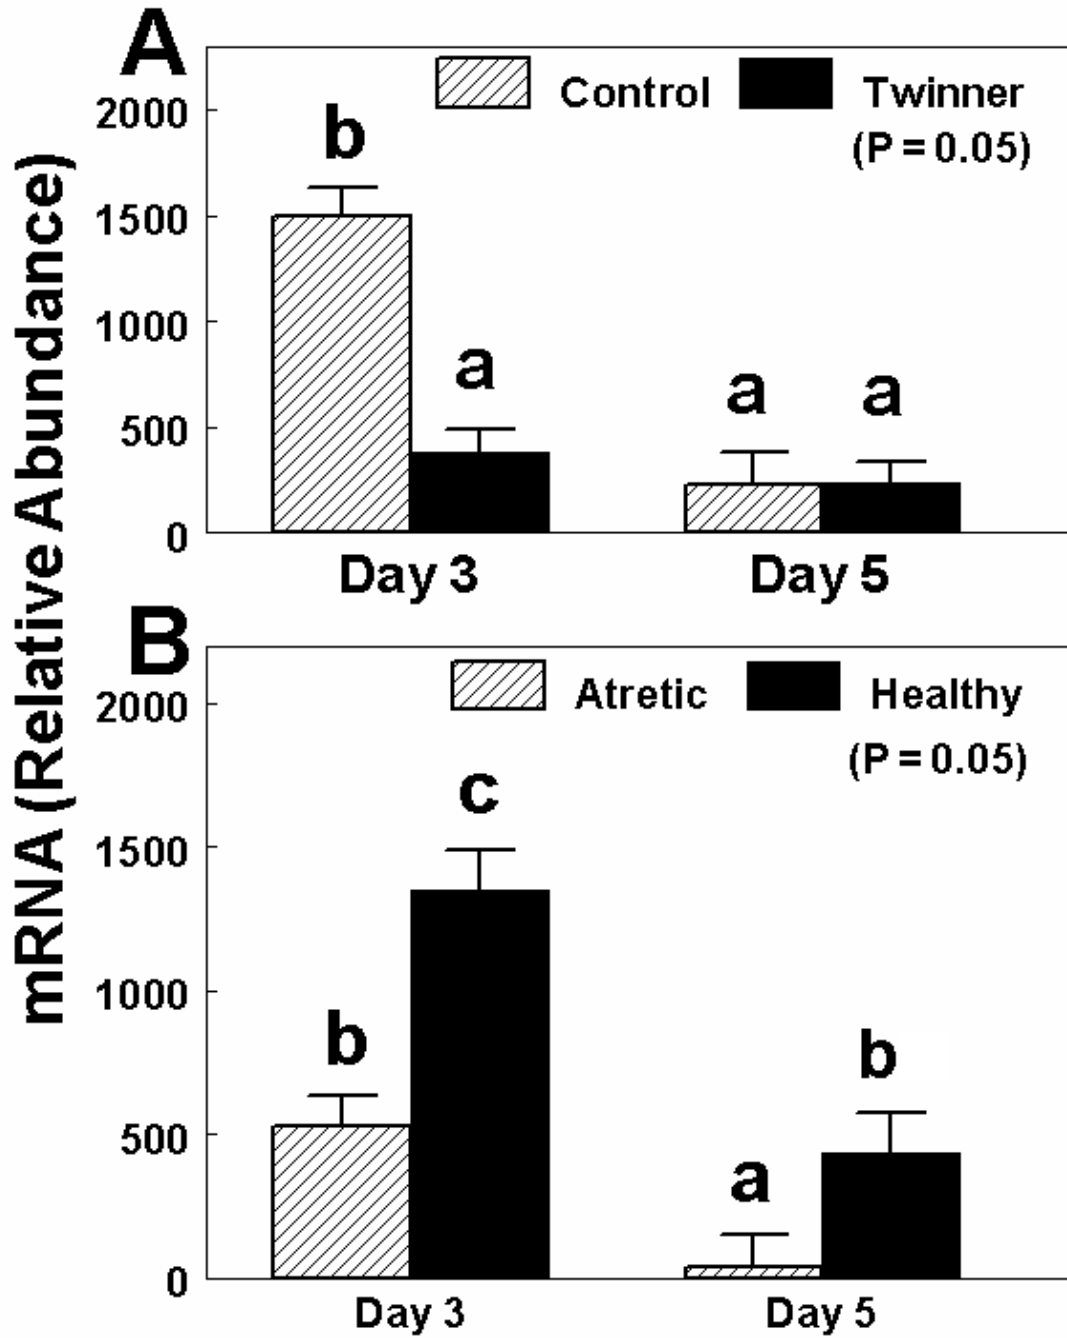 A
Control Twinner
(P = 0.05)
2000
1500
1000
500
0
b
a
a
a
Day 3 Day 5
mRNA (Relative Abundance)
B
Atretic Healthy
(P = 0.05)
2000
1500
1000
500
0
b
c
a
b
Day 3 Day 5